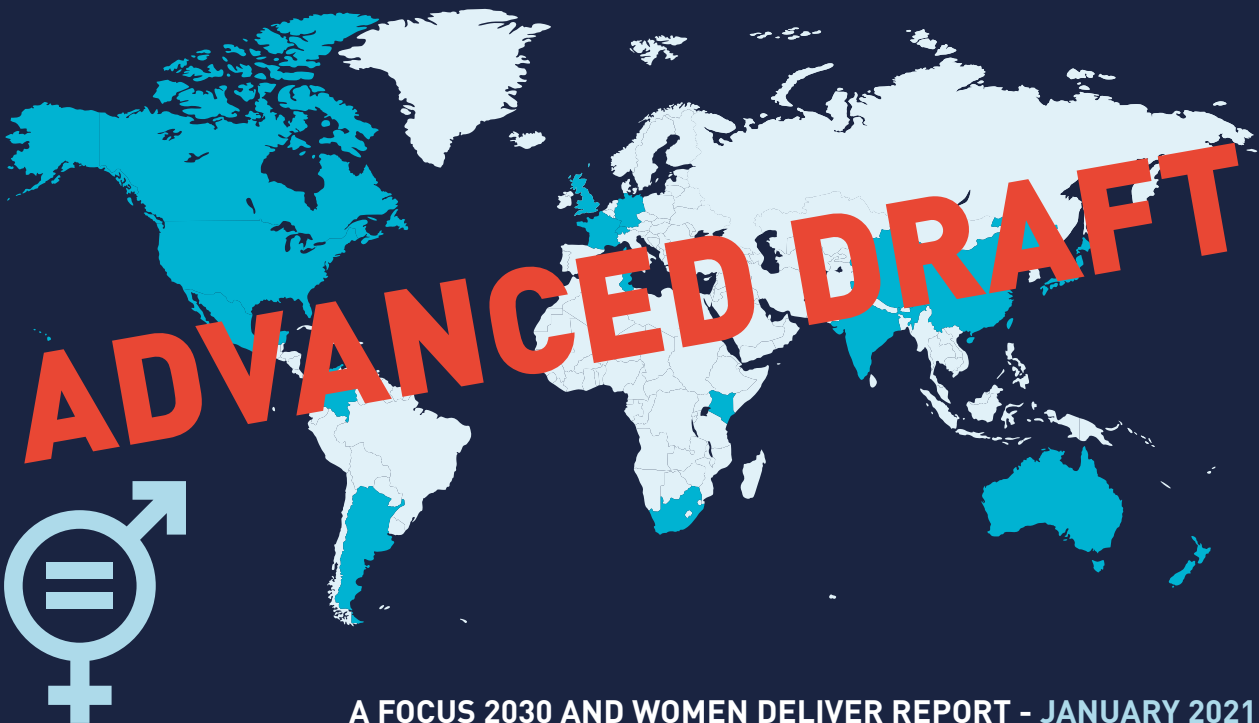 ADVANCED DRAFT
A FOCUS 2030 AND WOMEN DELIVER REPORT - JANUARY 2021